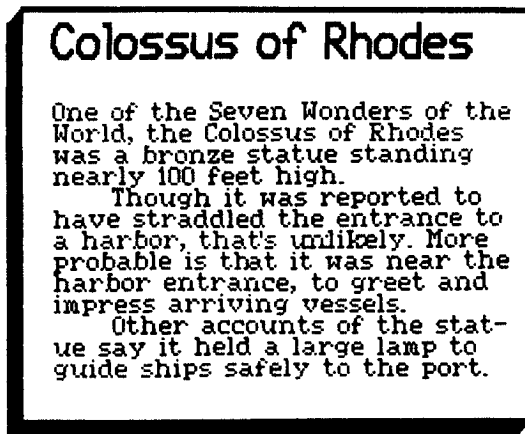 Colossus of Rhodes
One of the Seven Wonders of the
World, the Colossus of Rhodes
was a bronze statue standing
nearly 100 feet high.
Though it was reported to
have straddled the entrance to
a harbor, that's unlikely. More
probable is that it was near the
harbor entrance, to greet and
impress arriving vessels.
Other accounts of the stat-
ue say it held a large lamp to
guide ships safely to the port.